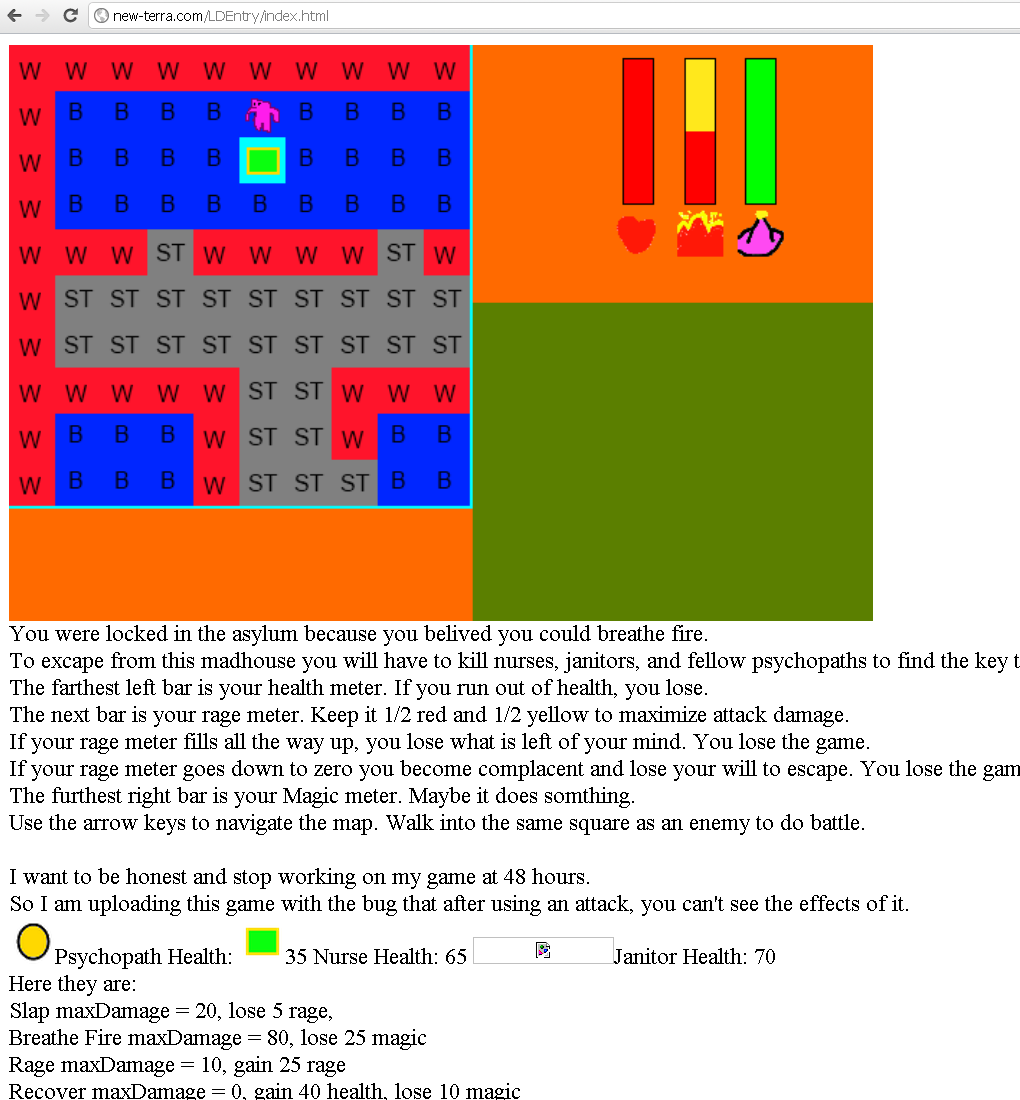 new-terra.com/LDEntry/index.html
W W W W W W W W W W
W B B B B B B B B
W B B B B B B B B
W B B B B B B B B B
W W W ST W W W W ST W
W ST ST ST ST ST ST ST ST ST
W ST ST ST ST ST ST ST ST ST
W W W W W ST ST W W W
W B B B W ST ST W B B
W B B B W ST ST ST B B
You were locked in the asylum because you belived you could breathe fire.
To excape from this madhouse you will have to kill nurses, janitors, and fellow psychopaths to find the key t
The farthest left bar is your health meter. If you run out of health, you lose.
The next bar is your rage meter. Keep it 1/2 red and 1/2 yellow to maximize attack damage.
If your rage meter fills all the way up, you lose what is left of your mind. You lose the game.
If your rage meter goes down to zero you become complacent and lose your will to escape. You lose the gam
The furthest right bar is your Magic meter. Maybe it does somthing.
Use the arrow keys to navigate the map. Walk into the same square as an enemy to do battle.
I want to be honest and stop working on my game at 48 hours.
So I am uploading this game with the bug that after using an attack, you can't see the effects of it.
Psychopath Health: 35 Nurse Health: 65 Janitor Health: 70
Here they are:
Slap maxDamage = 20, lose 5 rage,
Breathe Fire maxDamage = 80, lose 25 magic
Rage maxDamage = 10, gain 25 rage
Recover maxDamage = 0, gain 40 health, lose 10 magic